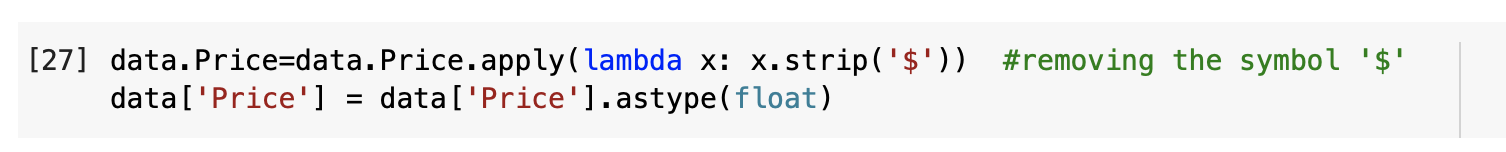 [27] data.Price=data.Price.apply(lambda x: x.strip('$'))  #removing the symbol '$'
data['Price'] = data['Price'].astype(float)